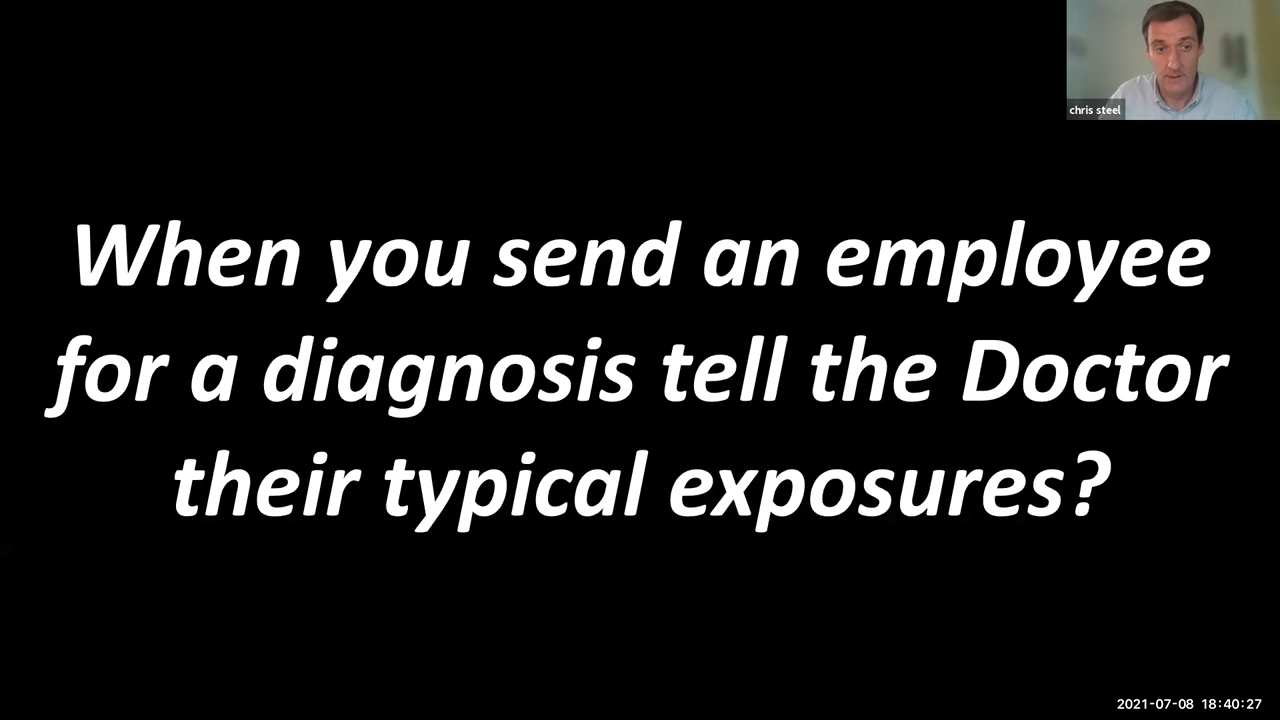 chris steel
When you send an employee
for a diagnosis tell the Doctor
their typical exposures?
2021-07-08 18:40:27